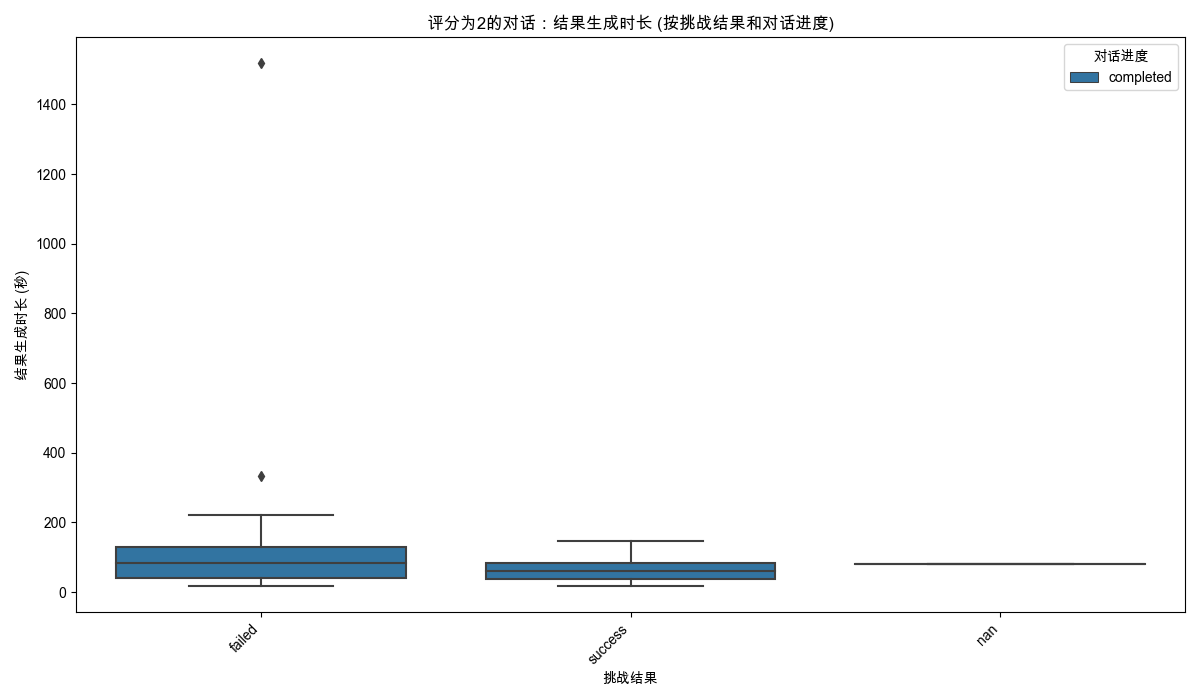 评分为2的对话：结果生成时长 (按挑战结果和对话进度)
对话进度
completed
结果生成时长 (秒)
1400
1200
1000
800
600
400
200
0
failed
success
nan
挑战结果